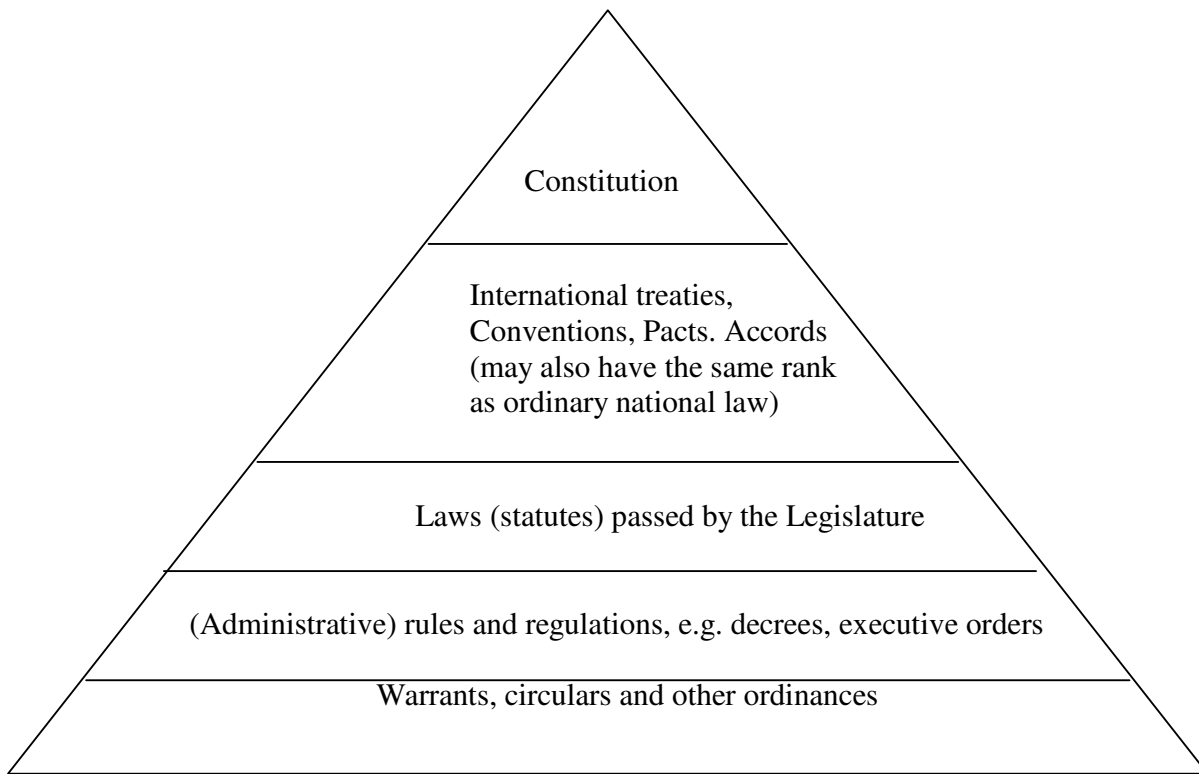 Constitution
International treaties,
Conventions, Pacts. Accords
(may also have the same rank
as ordinary national law)
Laws (statutes) passed by the Legislature
(Administrative) rules and regulations, e.g. decrees, executive orders
Warrants, circulars and other ordinances